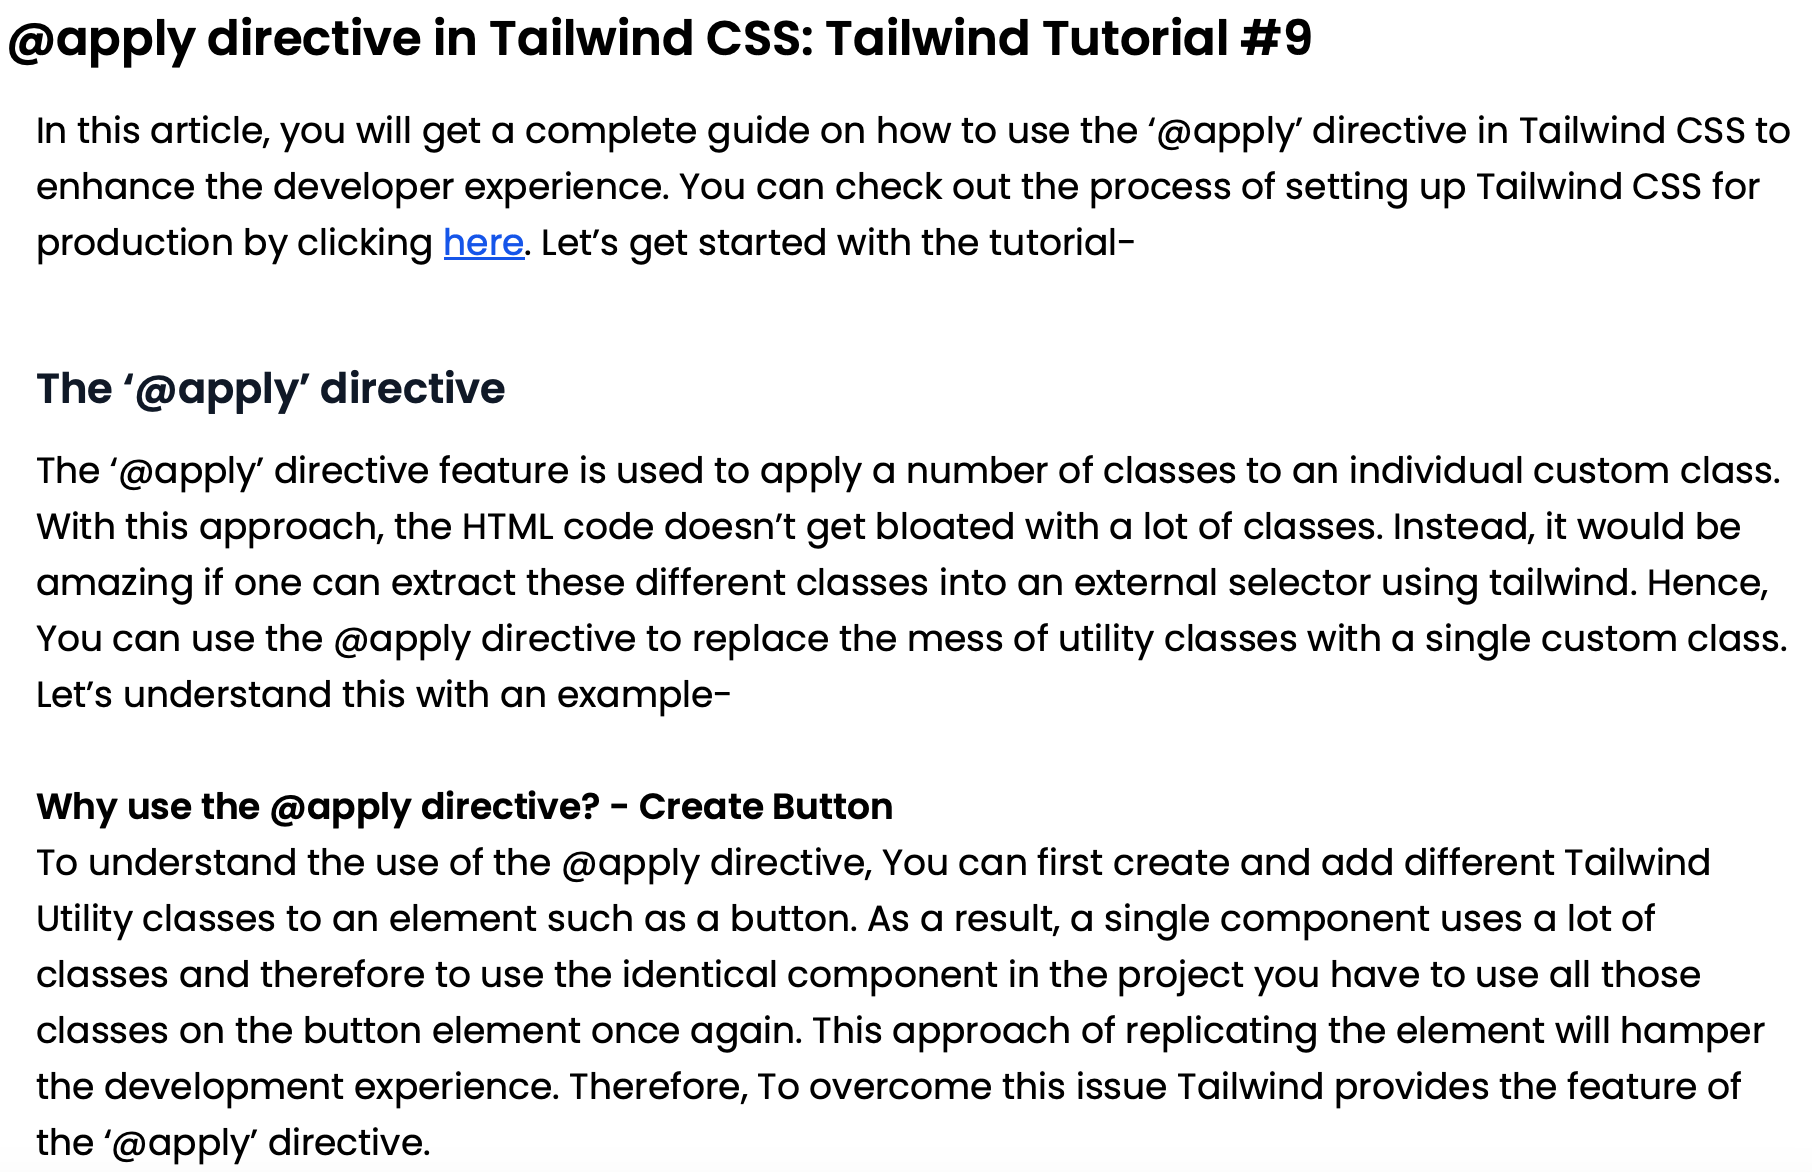 @apply directive in Tailwind CSS: Tailwind Tutorial #9
In this article, you will get a complete guide on how to use the ‘@apply’ directive in Tailwind CSS to
enhance the developer experience. You can check out the process of setting up Tailwind CSS for
production by clicking here. Let’s get started with the tutorial-
The ‘@apply’ directive
The ‘@apply’ directive feature is used to apply a number of classes to an individual custom class.
With this approach, the HTML code doesn’t get bloated with a lot of classes. Instead, it would be
amazing if one can extract these different classes into an external selector using tailwind. Hence,
You can use the @apply directive to replace the mess of utility classes with a single custom class.
Let’s understand this with an example-
Why use the @apply directive? - Create Button
To understand the use of the @apply directive, You can first create and add different Tailwind
Utility classes to an element such as a button. As a result, a single component uses a lot of
classes and therefore to use the identical component in the project you have to use all those
classes on the button element once again. This approach of replicating the element will hamper
the development experience. Therefore, To overcome this issue Tailwind provides the feature of
the ‘@apply’ directive.